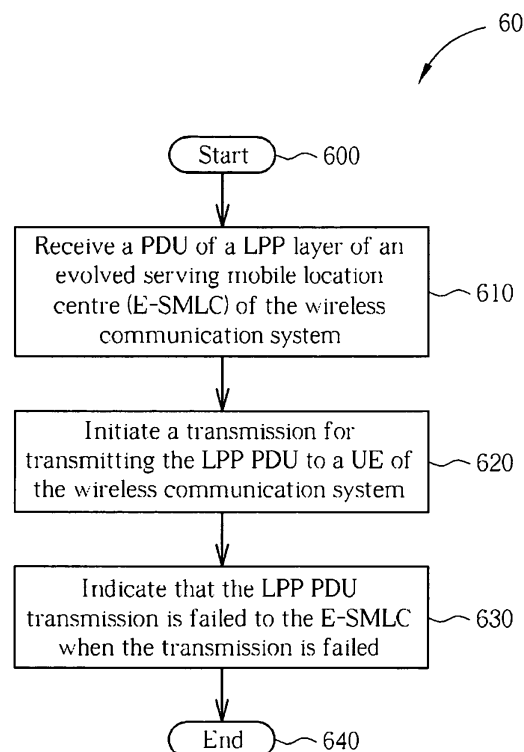 60
Start
600
Receive a PDU of a LPP layer of an
evolved serving mobile location
centre (E-SMLC) of the wireless
communication system
610
Initiate a transmission for
transmitting the LPP PDU to a UE of
the wireless communication system
620
Indicate that the LPP PDU
transmission is failed to the E-SMLC
when the transmission is failed
630
End
640